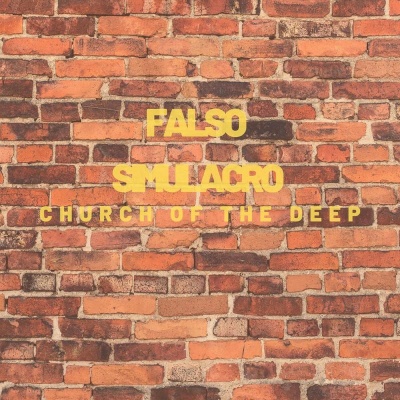 FALSO
SIMULACRO
CHURCH OF THE DEEP